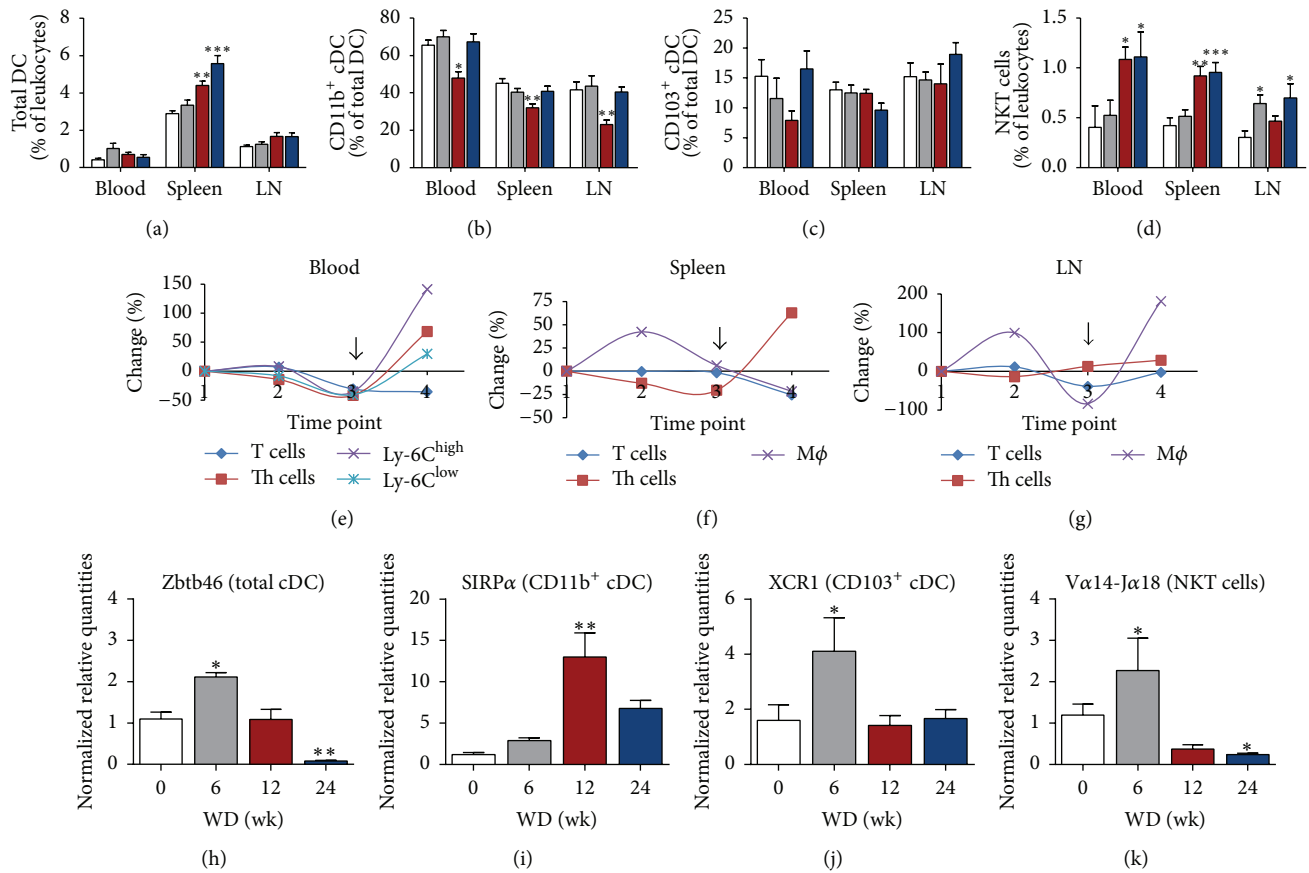 Total DC
(% of leukocytes)
8
6
4
2
0
**
***
Blood Spleen LN
(a)
CD11b+ cDC
(% of total DC)
80
60
40
20
0
*
**
**
Blood Spleen LN
(b)
CD103+ cDC
(% of total DC)
25
20
15
10
5
0
Blood Spleen LN
(c)
NKT cells
(% of leukocytes)
1.5
1.0
0.5
0.0
* *
** ***
* *
Blood Spleen LN
(d)
Blood
Change (%)
150
100
50
0
−50
1 2 3 4
Time point
T cells Ly-6Chigh
Th cells Ly-6Clow
(e)
Spleen
Change (%)
75
50
25
0
−25
−50
1 2 3 4
Time point
T cells Mϕ
Th cells
(f)
LN
Change (%)
200
100
0
−100
1 2 3 4
Time point
T cells Mϕ
Th cells
(g)
Zbtb46 (total cDC)
Normalized relative quantities
4
3
2
1
0
*
**
0 6 12 24
WD (wk)
(h)
SIRPα (CD11b+ cDC)
Normalized relative quantities
20
15
10
5
0
**
0 6 12 24
WD (wk)
(i)
XCR1 (CD103+ cDC)
Normalized relative quantities
6
4
2
0
*
0 6 12 24
WD (wk)
(j)
Vα14-Jα18 (NKT cells)
Normalized relative quantities
4
3
2
1
0
*
*
0 6 12 24
WD (wk)
(k)